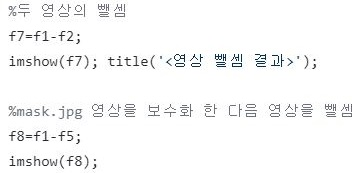 %두 영상의 뺄셈
f7=f1-f2;
imshow(f7); title('<영상 뺄셈 결과>');
%mask.jpg 영상을 보수화 한 다음 영상을 뺄셈
f8=f1-f5;
imshow(f8);